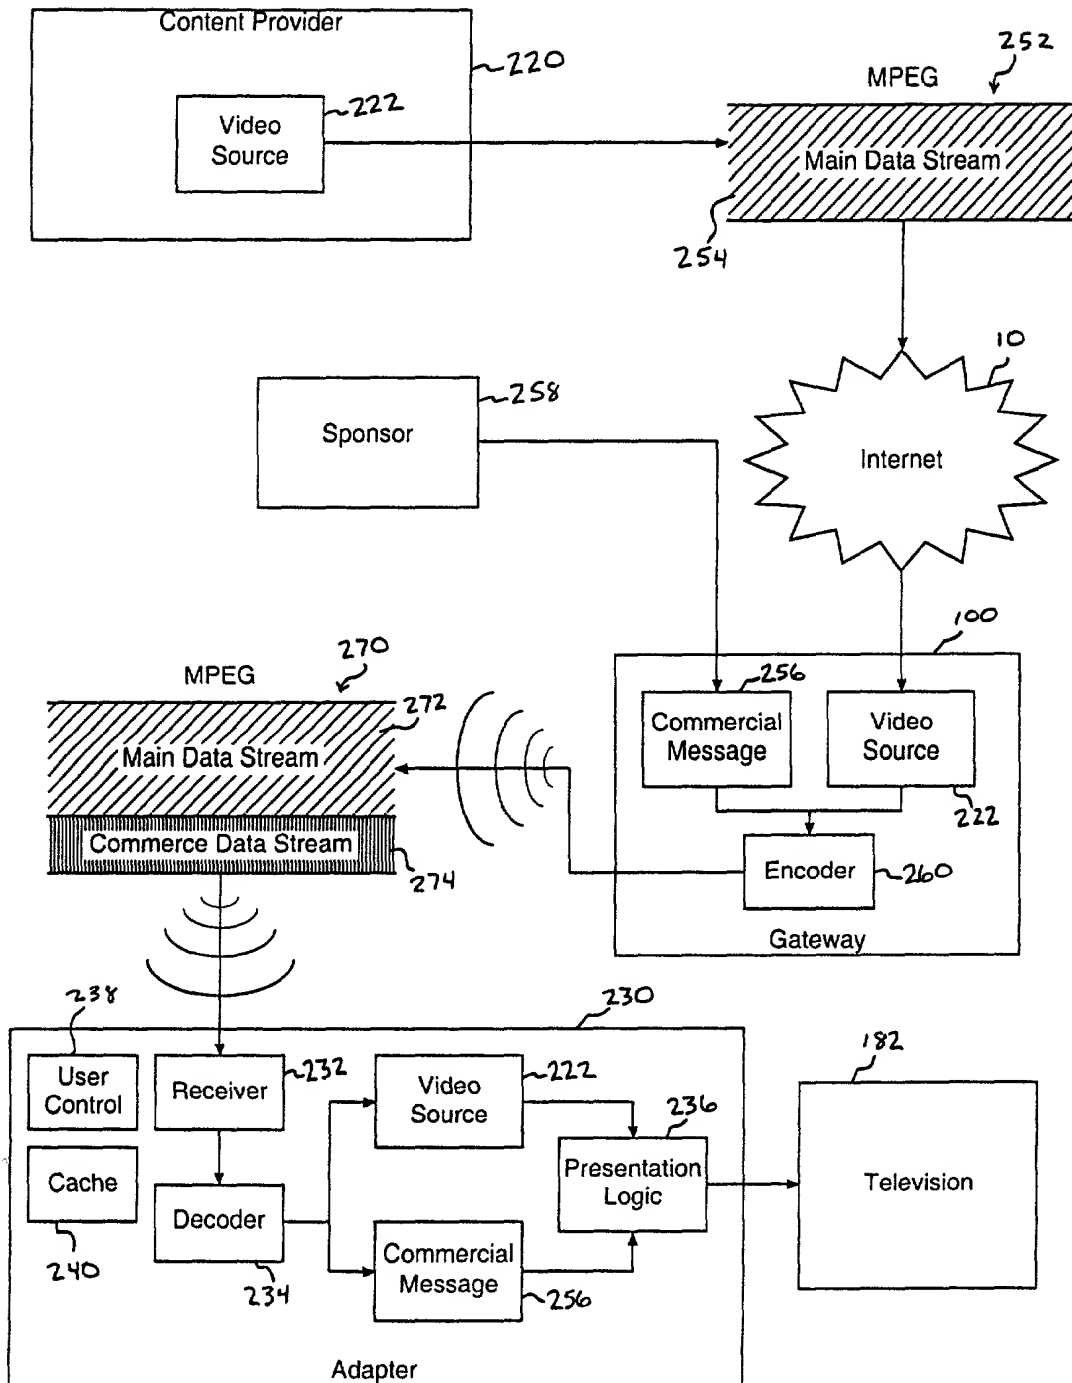 Content Provider
220
222
Video
Source
252
MPEG
Main Data Stream
254
10
Internet
258
Sponsor
100
256
Commercial
Message
Video
Source
222
Encoder
260
Gateway
270
MPEG
272
Main Data Stream
Commerce Data Stream
274
238
230
User
Control
Receiver
232
Video
Source
222
182
236
Presentation
Logic
Television
Cache
240
Decoder
234
Commercial
Message
256
Adapter